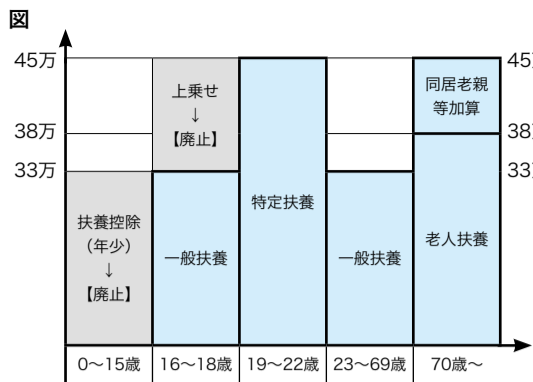 図
45万
38万
33万
上乗せ
↓
【廃止】
扶養控除
（年少）
↓
【廃止】
一般扶養
特定扶養
一般扶養
同居老親
等加算
老人扶養
45
38
33
0～15歳
16～18歳
19～22歳
23～69歳
70歳～